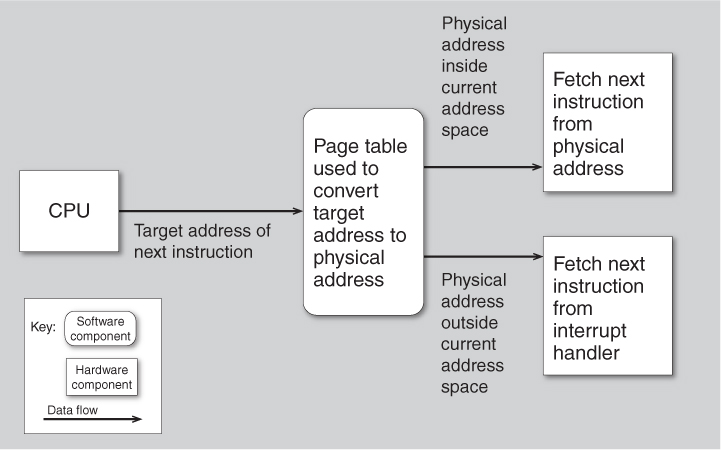 CPU
Target address of
next instruction
Page table
used to
convert
target
address to
physical
address
Physical
address
inside
current
address
space
Fetch next
instruction
from
physical
address
Physical
address
outside
current
address
space
Fetch next
instruction
from
interrupt
handler
Key:
Software
component
Hardware
component
Data flow